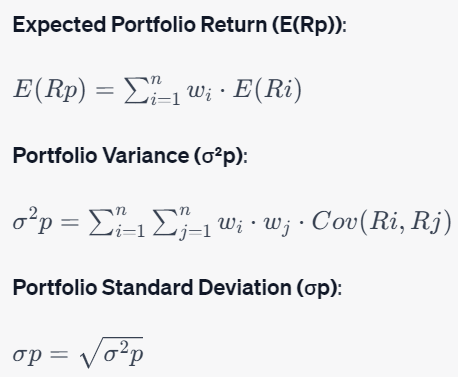 Expected Portfolio Return (E(Rp)):
E(Rp) = ∑ⁿᵢ₌₁ wᵢ · E(Ri)
Portfolio Variance (σ²p):
σ²p = ∑ⁿᵢ₌₁ ∑ⁿⱼ₌₁ wᵢ · wⱼ · Cov(Ri, Rj)
Portfolio Standard Deviation (σp):
σp = √σ²p